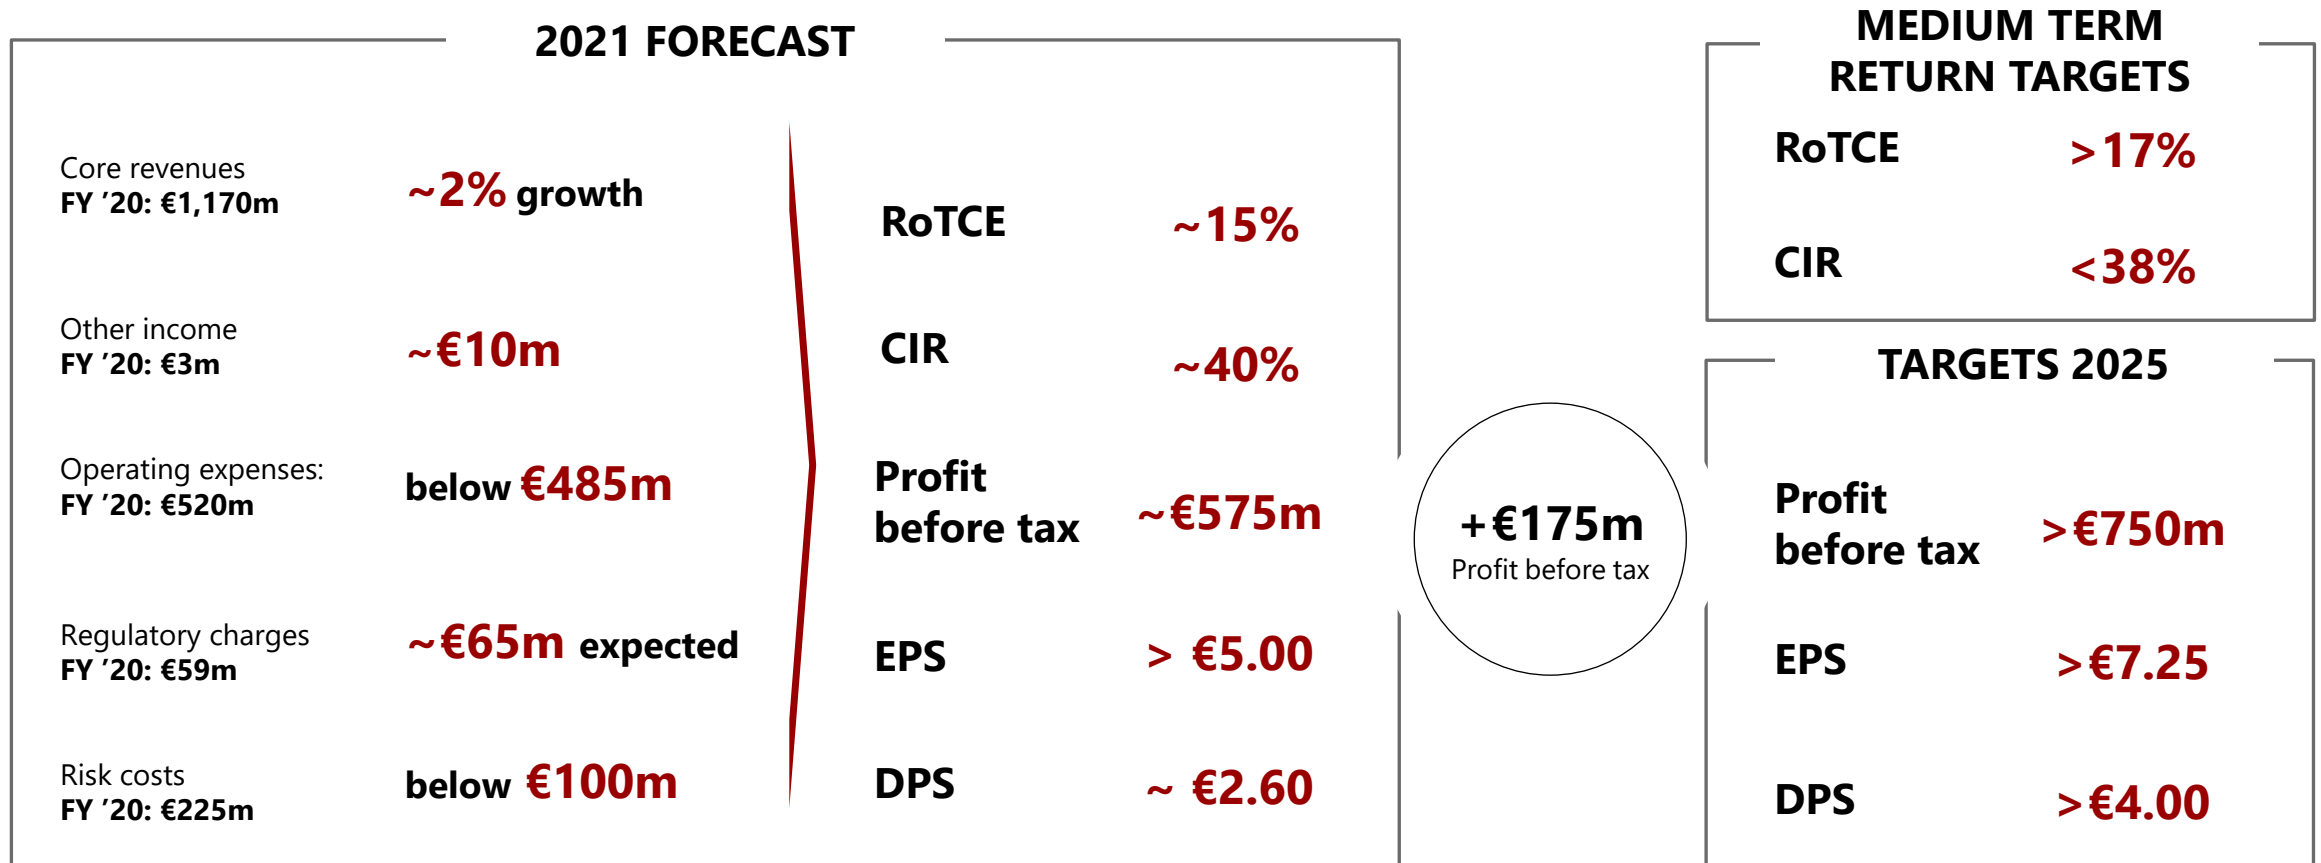 2021 FORECAST
Core revenues
FY ’20: €1,170m
~2% growth
Other income
FY ’20: €3m
~€10m
Operating expenses:
FY ’20: €520m
below €485m
Regulatory charges
FY ’20: €59m
~€65m expected
Risk costs
FY ’20: €225m
below €100m
RoTCE
~15%
CIR
~40%
Profit
before tax
~€575m
EPS
> €5.00
DPS
~ €2.60
+€175m
Profit before tax
MEDIUM TERM
RETURN TARGETS
RoTCE
>17%
CIR
<38%
TARGETS 2025
Profit
before tax
>€750m
EPS
>€7.25
DPS
>€4.00